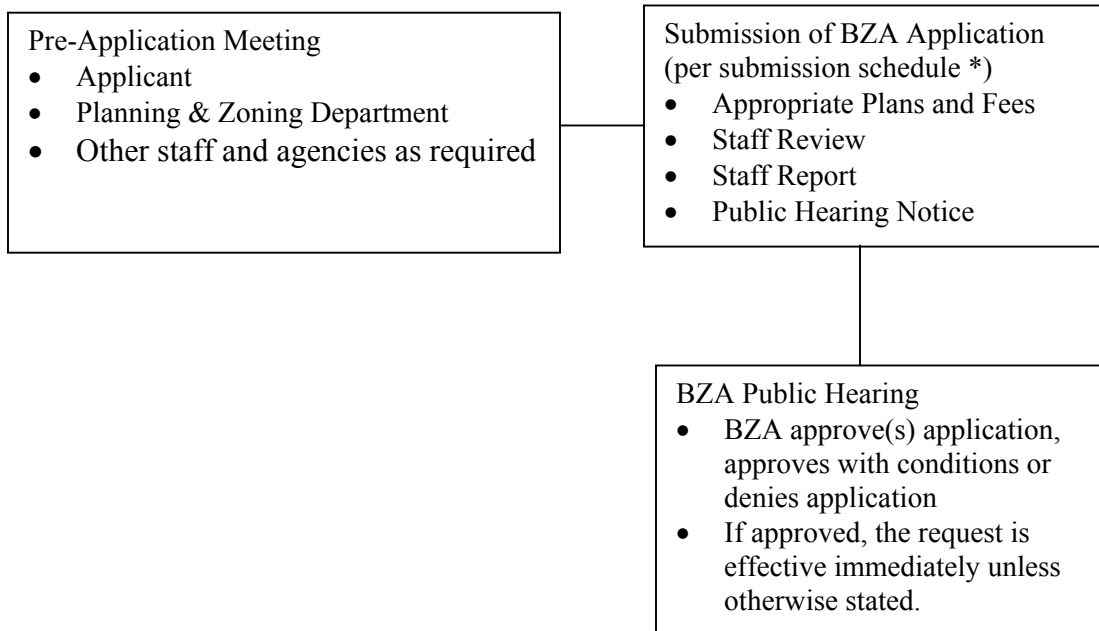 Pre-Application Meeting
• Applicant
• Planning & Zoning Department
• Other staff and agencies as required
Submission of BZA Application
(per submission schedule *)
• Appropriate Plans and Fees
• Staff Review
• Staff Report
• Public Hearing Notice
BZA Public Hearing
• BZA approve(s) application,
approves with conditions or
denies application
• If approved, the request is
effective immediately unless
otherwise stated.